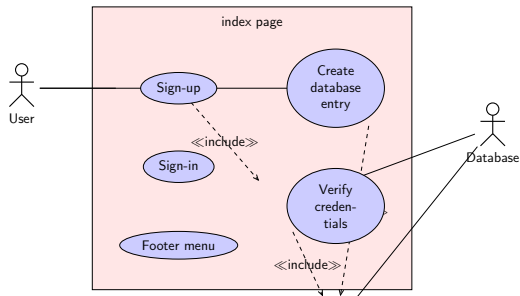 index page
Create
database
entry
Sign-up
User
≪include≫
Database
Sign-in
Verify
creden-
tials
Footer menu
≪include≫